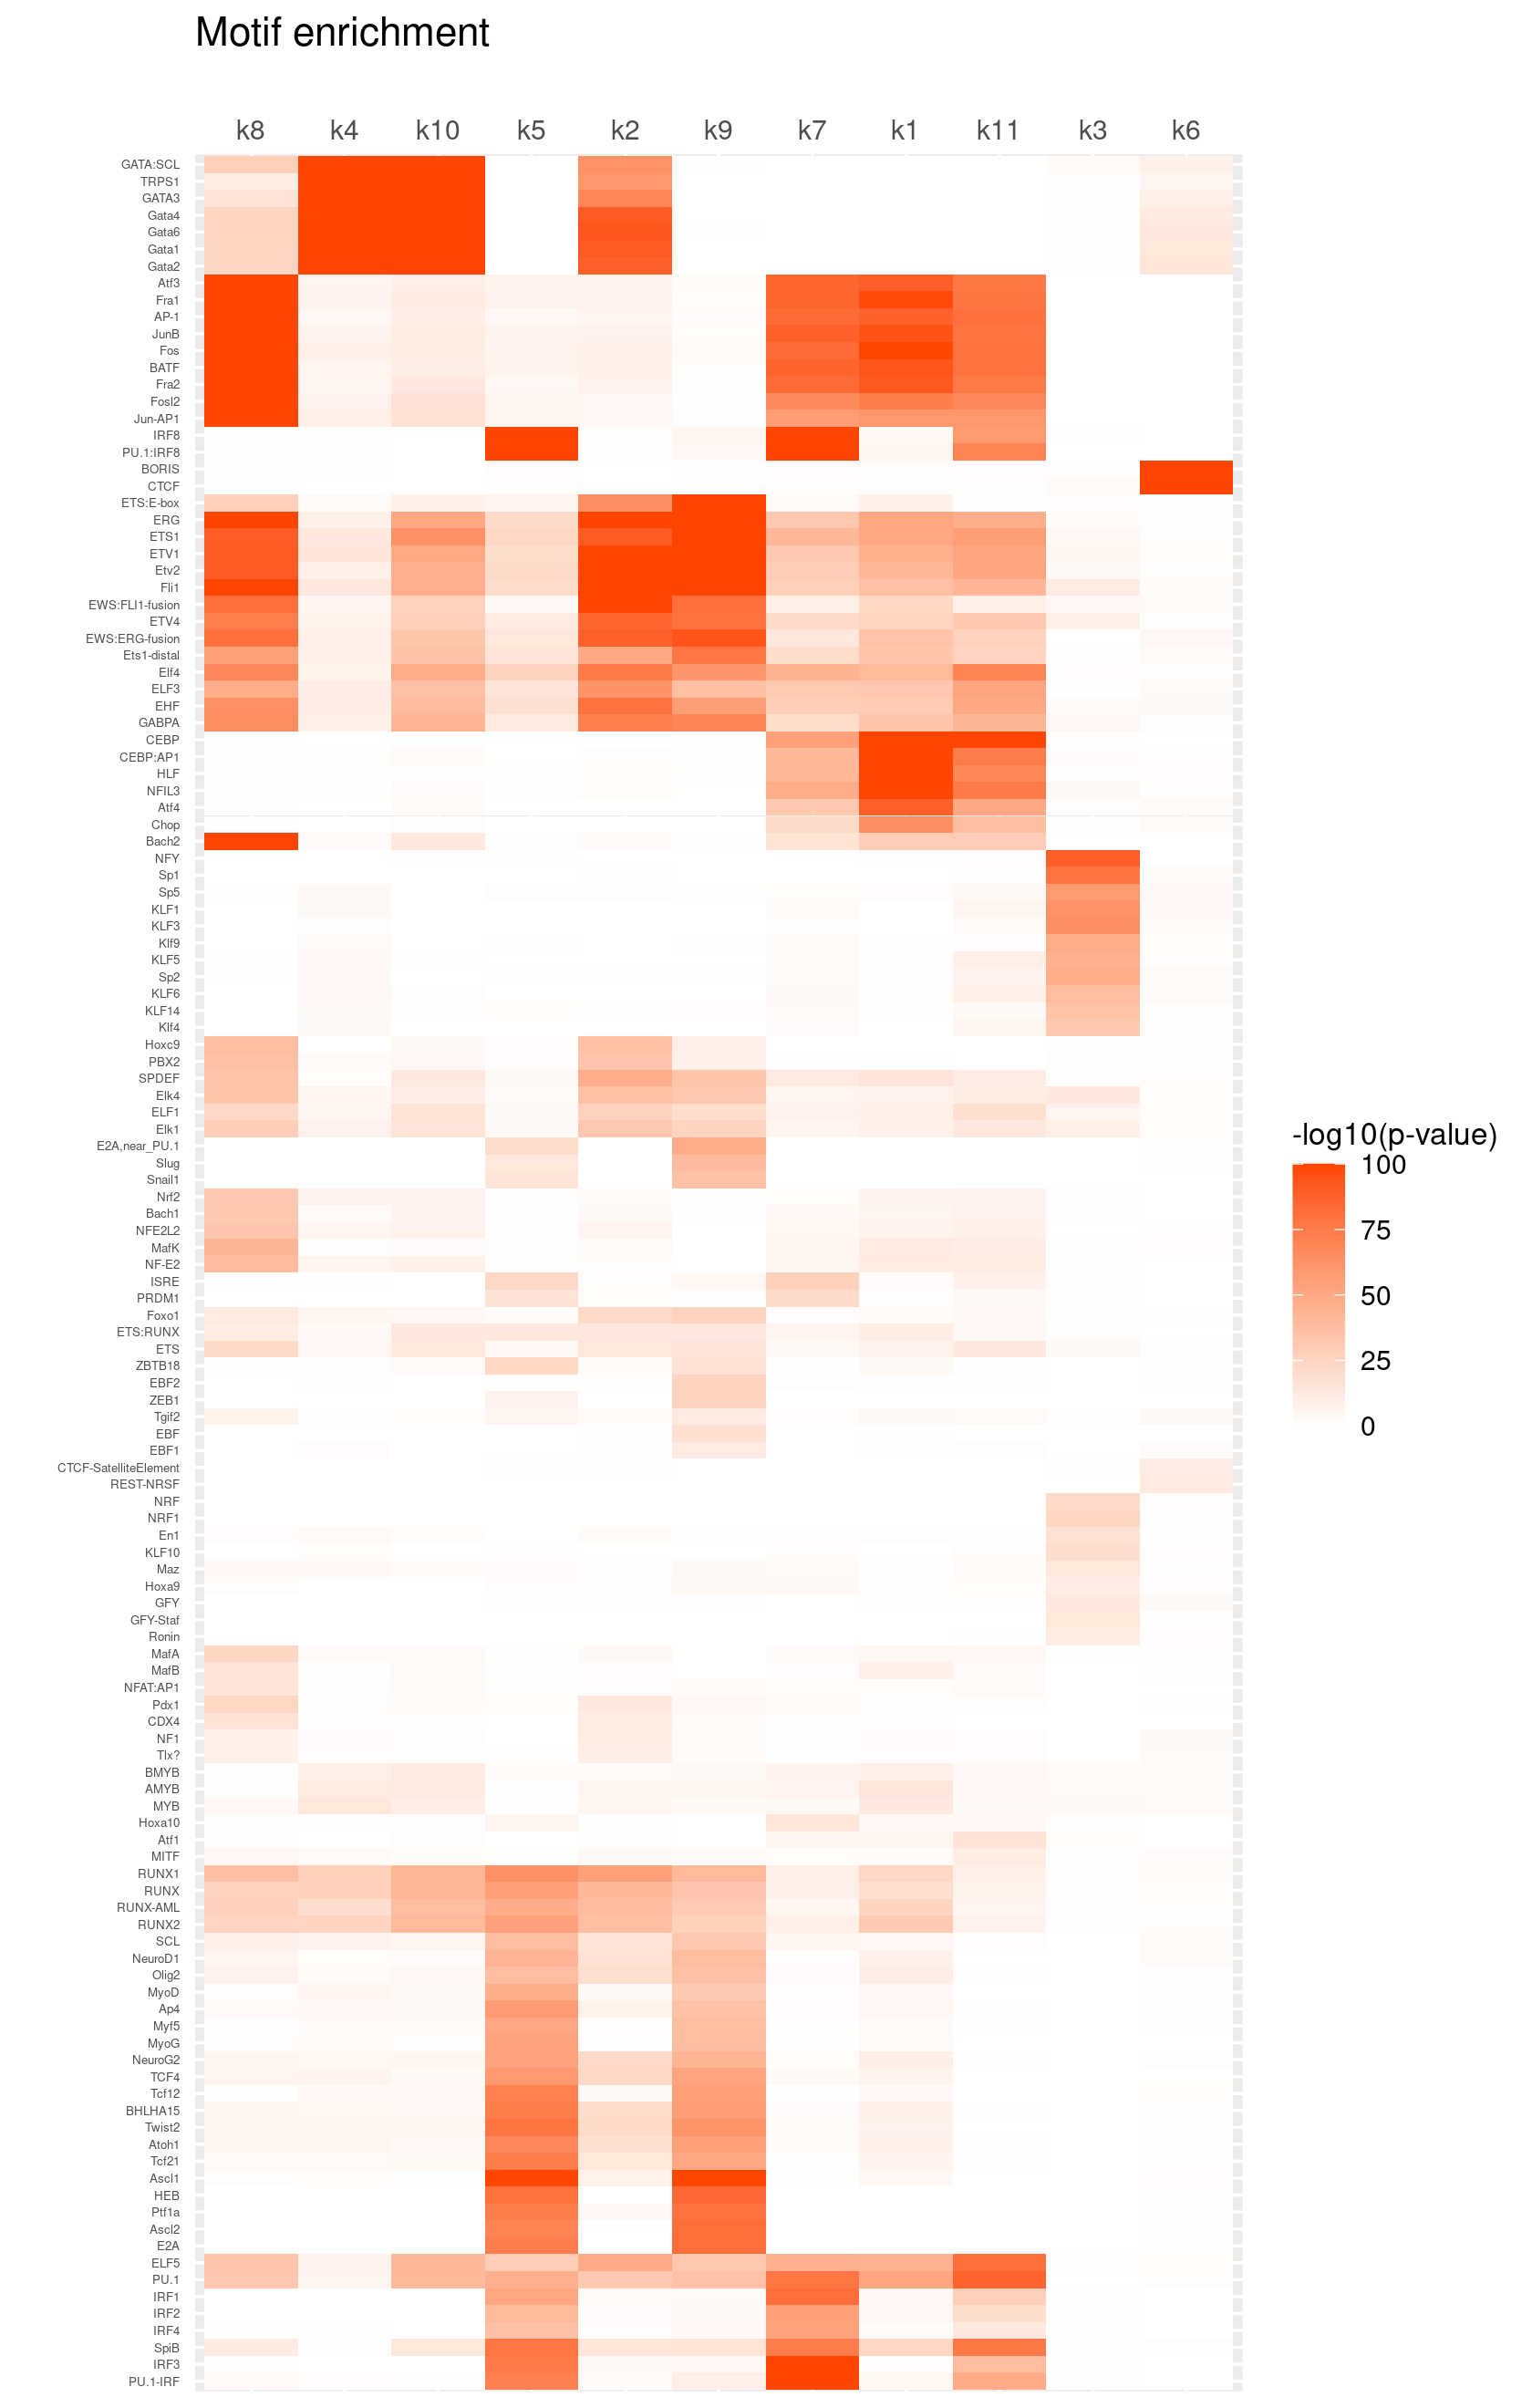 Motif enrichment
k8 k4 k10 k5 k2 k9 k7 k1 k11 k3 k6
GATA:SCL
TRPS1
GATA3
Gata4
Gata6
Gata1
Gata2
Atf3
Fra1
AP-1
JunB
Fos
BATF
Fra2
Fosl2
Jun-AP1
IRF8
PU.1:IRF8
BORIS
CTCF
ETS:E-box
ERG
ETS1
ETV1
Etv2
Fli1
EWS:FLI1-fusion
ETV4
EWS:ERG-fusion
Ets1-distal
Elf4
ELF3
EHF
GABPA
CEBP
CEBP:AP1
HLF
NFIL3
Atf4
Chop
Bach2
NFY
Sp1
Sp5
KLF1
KLF3
Klf9
KLF5
Sp2
KLF6
KLF14
Klf4
Hoxc9
PBX2
SPDEF
Elk4
ELF1
Elk1
E2A,near_PU.1
Slug
Snail1
Nrf2
Bach1
NFE2L2
MafK
NF-E2
ISRE
PRDM1
Foxo1
ETS:RUNX
ETS
ZBTB18
EBF2
ZEB1
Tgif2
EBF
EBF1
CTCF-SatelliteElement
REST-NRSF
NRF
NRF1
En1
KLF10
Maz
Hoxa9
GFY
GFY-Staf
Ronin
MafA
MafB
NFAT:AP1
Pdx1
CDX4
NF1
Tlx?
BMYB
AMYB
MYB
Hoxa10
Atf1
MITF
RUNX1
RUNX
RUNX-AML
RUNX2
SCL
NeuroD1
Olig2
MyoD
Ap4
Myf5
MyoG
NeuroG2
TCF4
Tcf12
BHLHA15
Twist2
Atoh1
Tcf21
Ascl1
HEB
Ptf1a
Ascl2
E2A
ELF5
PU.1
IRF1
IRF2
IRF4
SpiB
IRF3
PU.1-IRF
-log10(p-value)
100
75
50
25
0